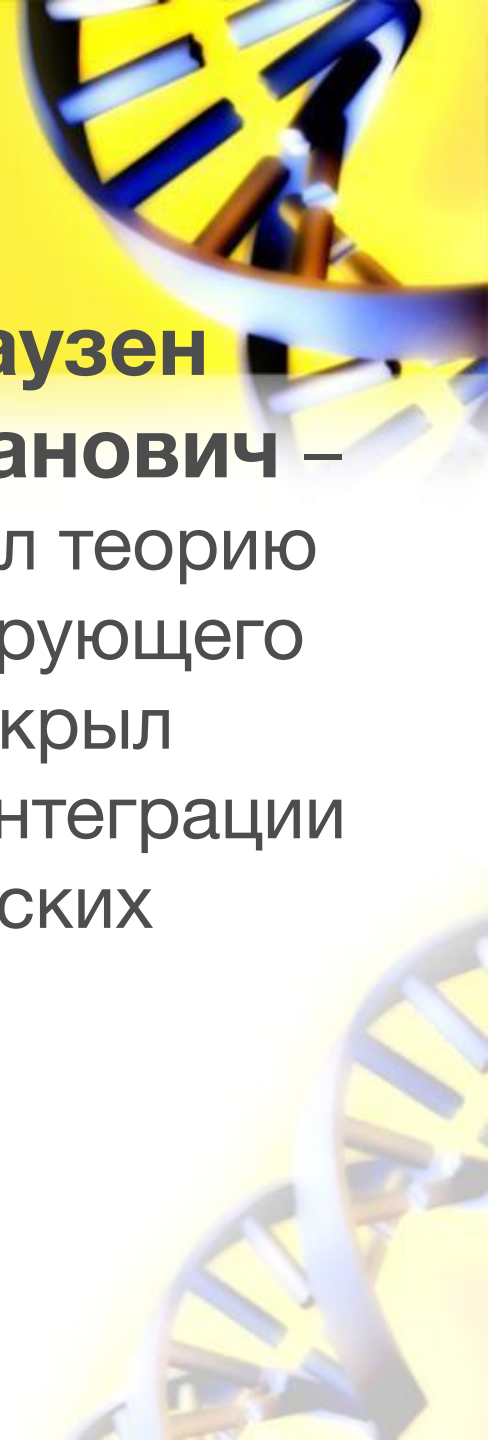 аузен
анович –
л теорию
рующего
крыл
нтеграции
ских